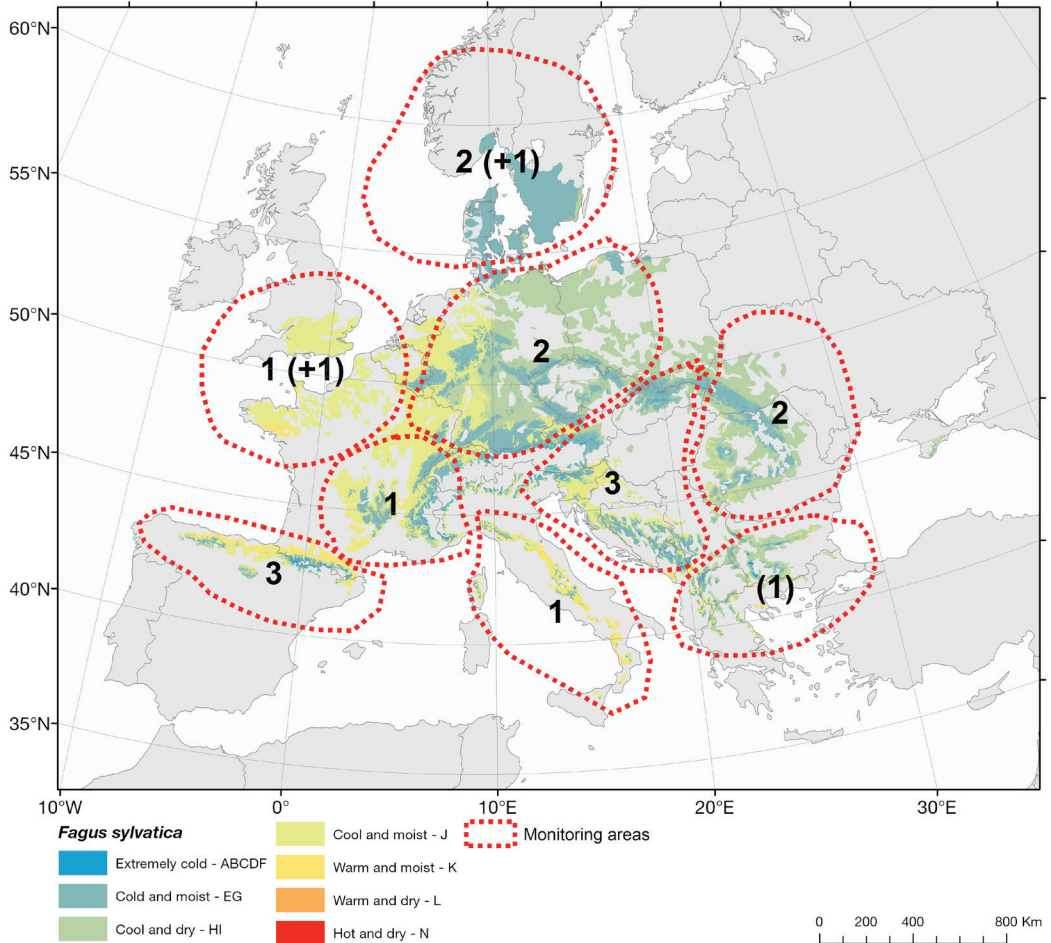 60°N
55°N
50°N
45°N
40°N
35°N
2 (+1)
1 (+1)
2
2
1
3
3
1
(1)
10°W
0°
10°E
20°E
30°E
Fagus sylvatica
Extremely cold - ABCDF
Cold and moist - EG
Cool and dry - HI
Cool and moist - J
Warm and moist - K
Warm and dry - L
Hot and dry - N
Monitoring areas
0 200 400 800 Km